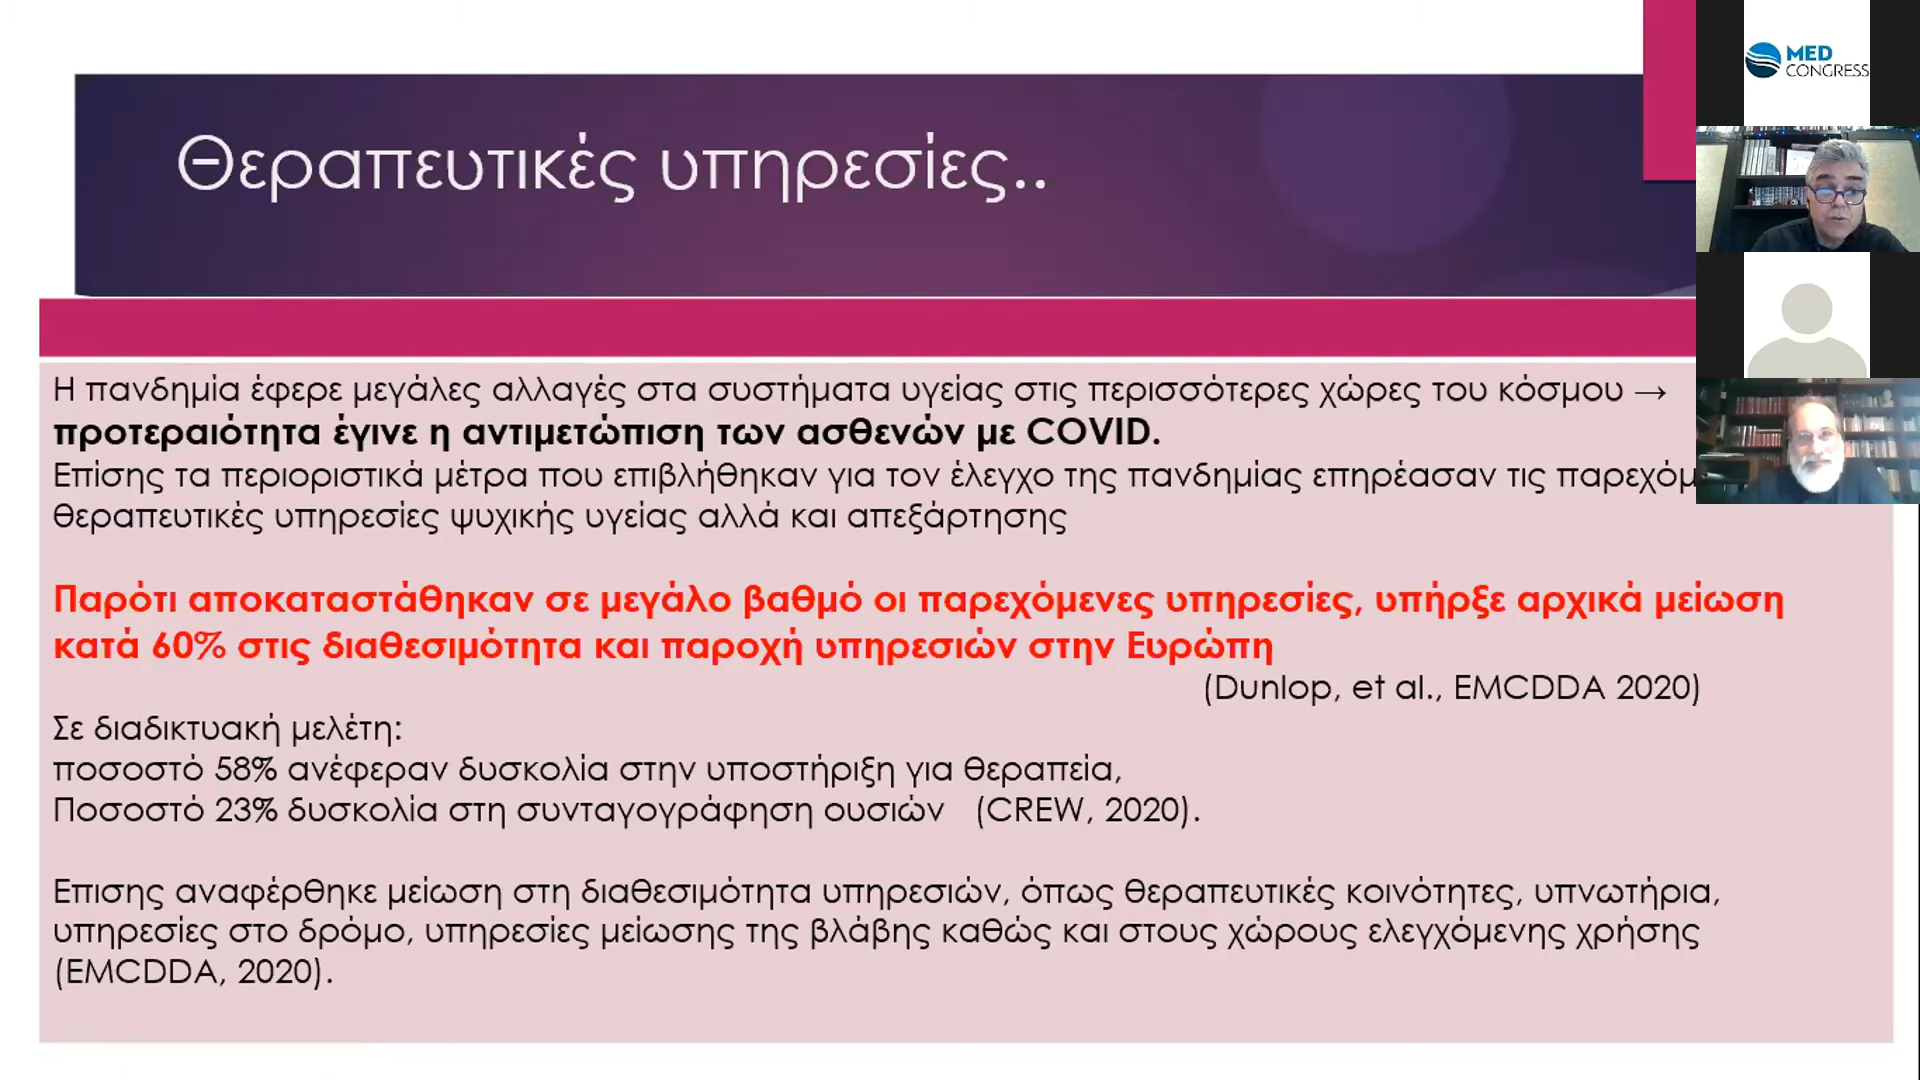 Θεραπευτικές υπηρεσίες..
MED
CONGRESS
Η πανδημία έφερε μεγάλες αλλαγές στα συστήματα υγείας στις περισσότερες χώρες του κόσμου →
προτεραιότητα έγινε η αντιμετώπιση των ασθενών με COVID.
Επίσης τα περιοριστικά μέτρα που επιβλήθηκαν για τον έλεγχο της πανδημίας επηρέασαν τις
θεραπευτικές υπηρεσίες ψυχικής υγείας αλλά και απεξάρτησης
Παρότι αποκαταστάθηκαν σε μεγάλο βαθμό οι παρεχόμενες υπηρεσίες, υπήρξε αρχικά μείωση
κατά 60% στις διαθεσιμότητα και παροχή υπηρεσιών στην Ευρώπη
(Dunlop, et al., EMCDDA 2020)
Σε διαδικτυακή μελέτη:
ποσοστό 58% ανέφεραν δυσκολία στην υποστήριξη για θεραπεία,
Ποσοστό 23% δυσκολία στη συνταγογράφηση ουσιών (CREW, 2020).
Επισης αναφέρθηκε μείωση στη διαθεσιμότητα υπηρεσιών, όπως θεραπευτικές κοινότητες, υπνωτήρια,
υπηρεσίες στο δρόμο, υπηρεσίες μείωσης της βλάβης καθώς και στους χώρους ελεγχόμενης χρήσης
(EMCDDA, 2020).